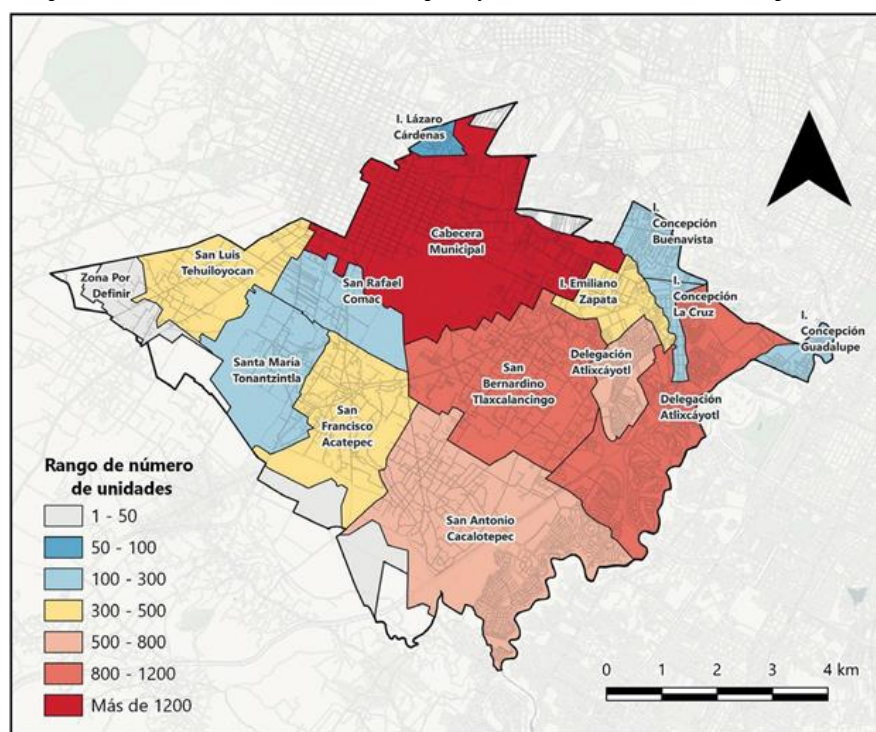 I. Lázaro
Cárdenas
Cabecera
Municipal
I.
Concepción
Buenavista
San Luis
Tehuiloyocan
Zona Por
Definir
San Rafael
Comac
I. Emiliano
Zapata
I.
Concepción
La Cruz
I.
Concepción
Guadalupe
Santa María
Tonantzintla
San
Bernardino
Tlaxcalancingo
Delegación
Atlixcáyotl
Delegación
Atlixcáyotl
San
Francisco
Acatepec
San Antonio
Cacalotepec
Rango de número
de unidades
1 - 50
50 - 100
100 - 300
300 - 500
500 - 800
800 - 1200
Más de 1200
0 1 2 3 4 km